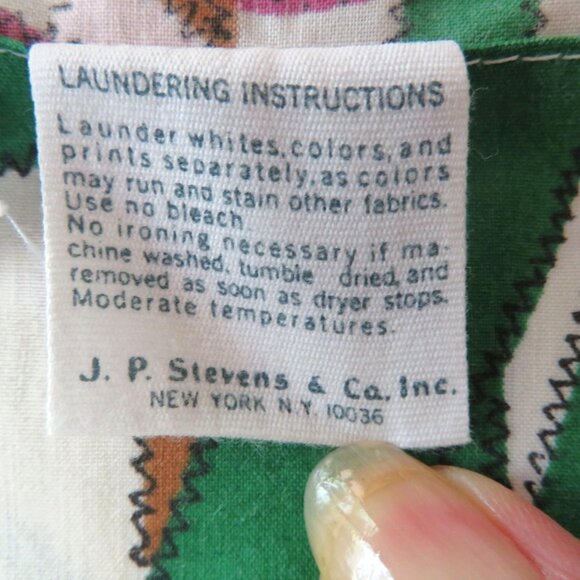 LAUNDERING INSTRUCTIONS
Launder whites, colors, and
prints separately, as colors
may run and stain other fabrics.
Use no bleach.
No ironing necessary if ma-
chine washed, tumble dried, and
removed as soon as dryer stops.
Moderate temperatures.
J. P. Stevens & Co. Inc.
NEW YORK N.Y. 10036